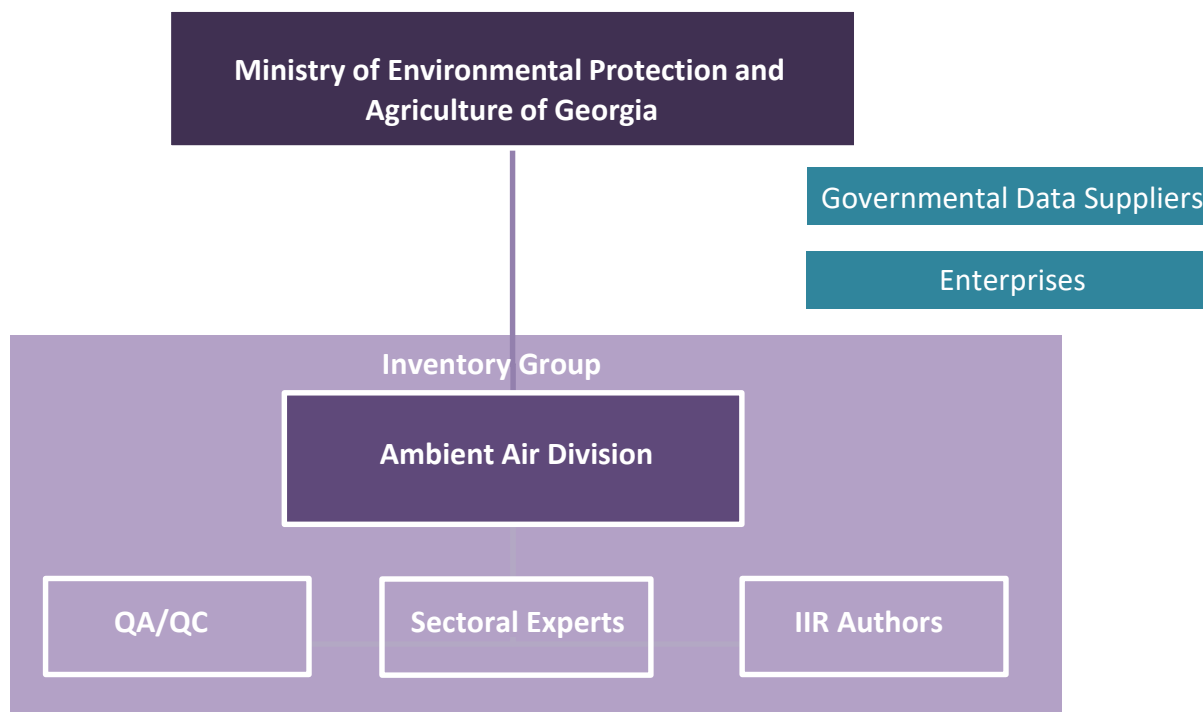 Ministry of Environmental Protection and
Agriculture of Georgia
Governmental Data Suppliers
Enterprises
Inventory Group
Ambient Air Division
QA/QC
Sectoral Experts
IIR Authors